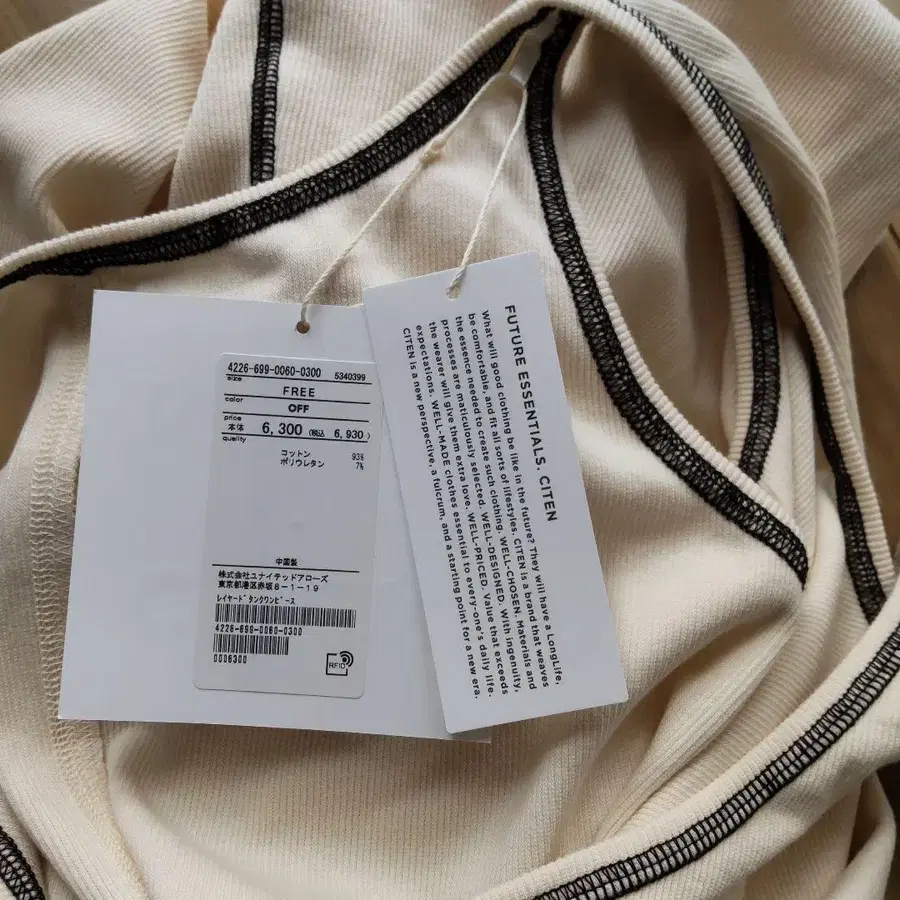 4226-699-0060-0300 5340399
size
FREE
color
OFF
price
本体 6,300 (税込 6,930)
quality
コットン 93%
ポリウレタン 7%
中国製
株式会社ユナイテッドアローズ
東京都港区赤坂8-1-19
レイヤードタンクワンピース
4226-699-0060-0300
0006300
RFID
FUTURE ESSENTIALS. CITEN
What will good clothing be like in the future? They will have a LongLife,
be comfortable, and fit all sorts of lifestyles. CITEN is a brand that weaves
the essence needed to create such clothing. WELL-CHOSEN. Materials and
processes are maticulously selected. WELL-DESIGNED. With ingenuity,
the wearer will give them extra love. WELL-PRICED. Value that exceeds
expectations. WELL-MADE clothes essential to every-one's daily life.
CITEN is a new perspective, a fulcrum, and a starting point for a new era.